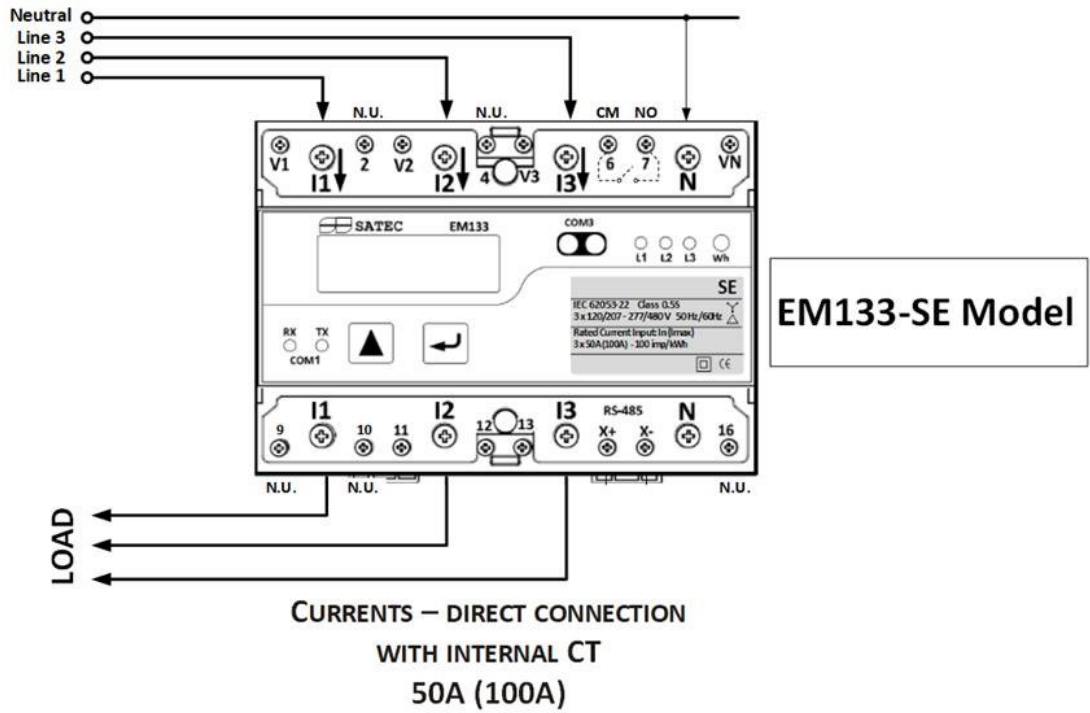 Neutral
Line 3
Line 2
Line 1
N.U. N.U. CM NO
V1 I1 2 V2 I2 4 V3 I3 6 7 N VN
SATEC EM133 COM3
L1 L2 L3 Wh
SE
IEC 62053-22 Class 0.5S
3 x 120/207 - 277/480 V 50Hz/60Hz
Rated Current Input: In (Imax)
3 x 50A (100A) - 100 imp/kWh
CE
RX TX
COM1
EM133-SE Model
9 I1 10 11 I2 12 13 I3 RS-485 X+ X- N 16
N.U. N.U. N.U.
LOAD
CURRENTS – DIRECT CONNECTION
WITH INTERNAL CT
50A (100A)